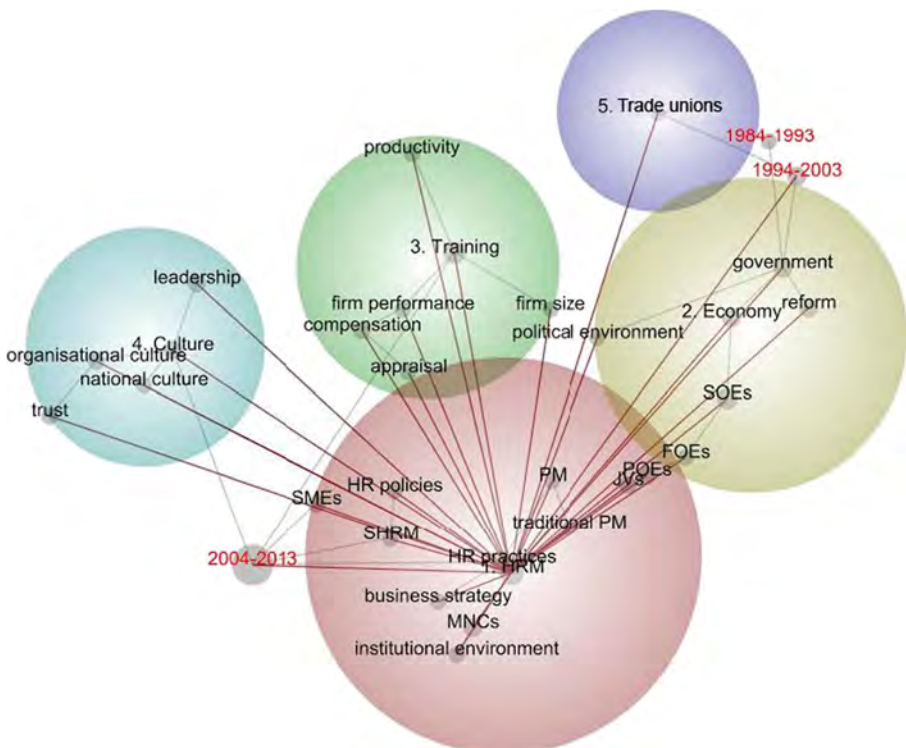 5. Trade unions
1984-1993
productivity
1994-2003
3. Training
government
leadership
firm performance
firm size
reform
compensation
political environment
2. Economy
4. Culture
organisational culture
appraisal
national culture
SOEs
trust
FOEs
PM
POEs
HR policies
JVs
SMEs
traditional PM
SHRM
2004-2013
HR practices
1. HRM
business strategy
MNCs
institutional environment